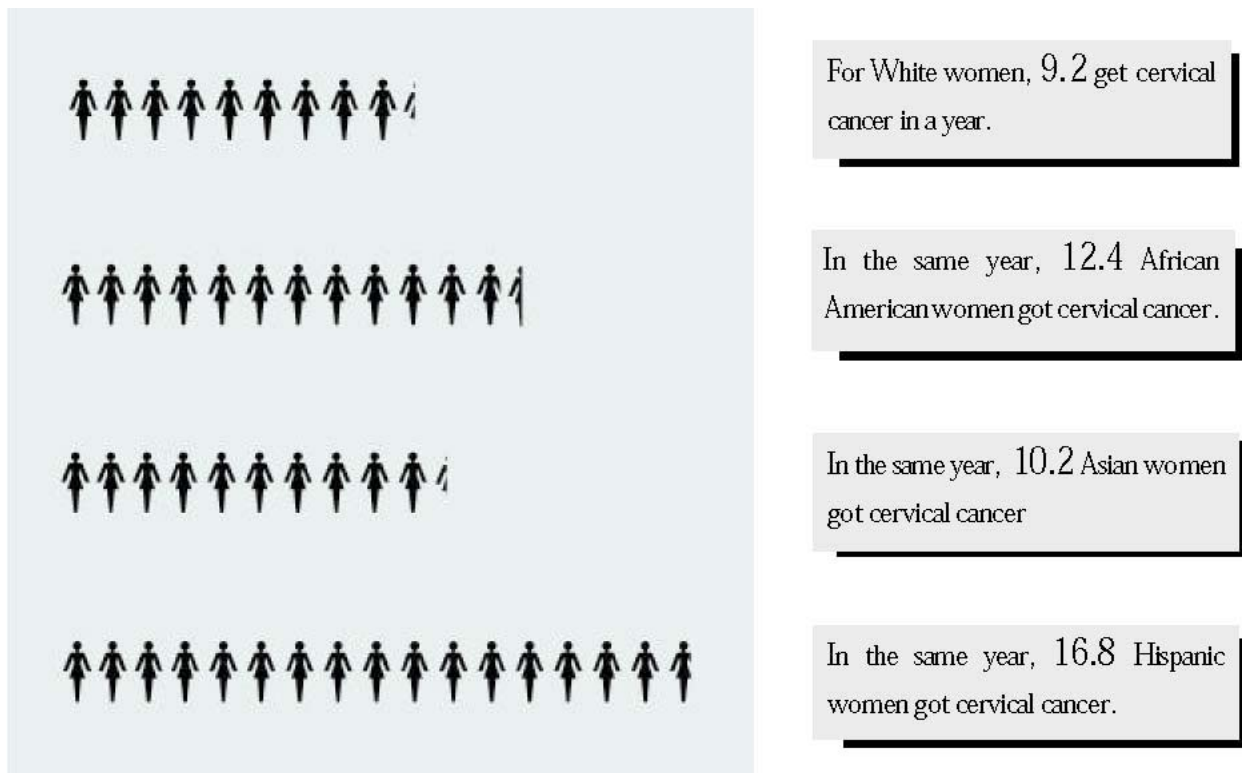 For White women, 9.2 get cervical
cancer in a year.
In the same year, 12.4 African
American women got cervical cancer.
In the same year, 10.2 Asian women
got cervical cancer
In the same year, 16.8 Hispanic
women got cervical cancer.